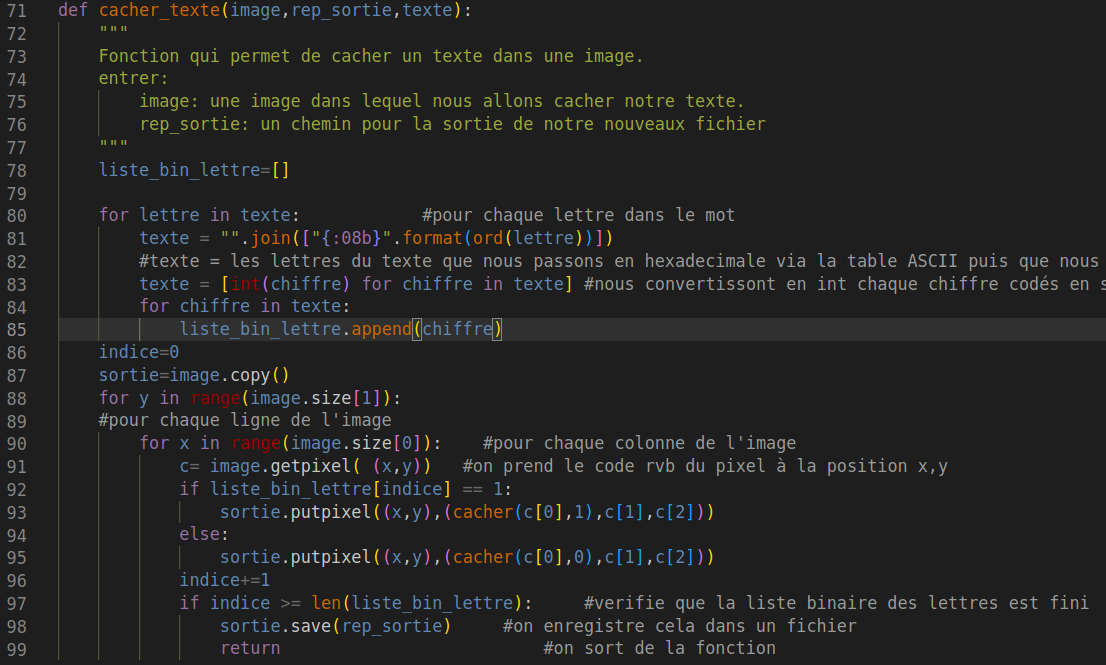 71 def cacher_texte(image,rep_sortie,texte):
72     """
73     Fonction qui permet de cacher un texte dans une image.
74     entrer:
75         image: une image dans lequel nous allons cacher notre texte.
76         rep_sortie: un chemin pour la sortie de notre nouveaux fichier
77     """
78     liste_bin_lettre=[]
79
80     for lettre in texte:            #pour chaque lettre dans le mot
81         texte = "".join(["{:08b}".format(ord(lettre))])
82         #texte = les lettres du texte que nous passons en hexadecimale via la table ASCII puis que nous
83         texte = [int(chiffre) for chiffre in texte] #nous convertissont en int chaque chiffre codés en s
84         for chiffre in texte:
85             liste_bin_lettre.append(chiffre)
86     indice=0
87     sortie=image.copy()
88     for y in range(image.size[1]):
89     #pour chaque ligne de l'image
90         for x in range(image.size[0]):    #pour chaque colonne de l'image
91             c= image.getpixel( (x,y))   #on prend le code rvb du pixel à la position x,y
92             if liste_bin_lettre[indice] == 1:
93                 sortie.putpixel((x,y),(cacher(c[0],1),c[1],c[2]))
94             else:
95                 sortie.putpixel((x,y),(cacher(c[0],0),c[1],c[2]))
96             indice+=1
97             if indice >= len(liste_bin_lettre):     #verifie que la liste binaire des lettres est fini
98                 sortie.save(rep_sortie)     #on enregistre cela dans un fichier
99                 return                          #on sort de la fonction